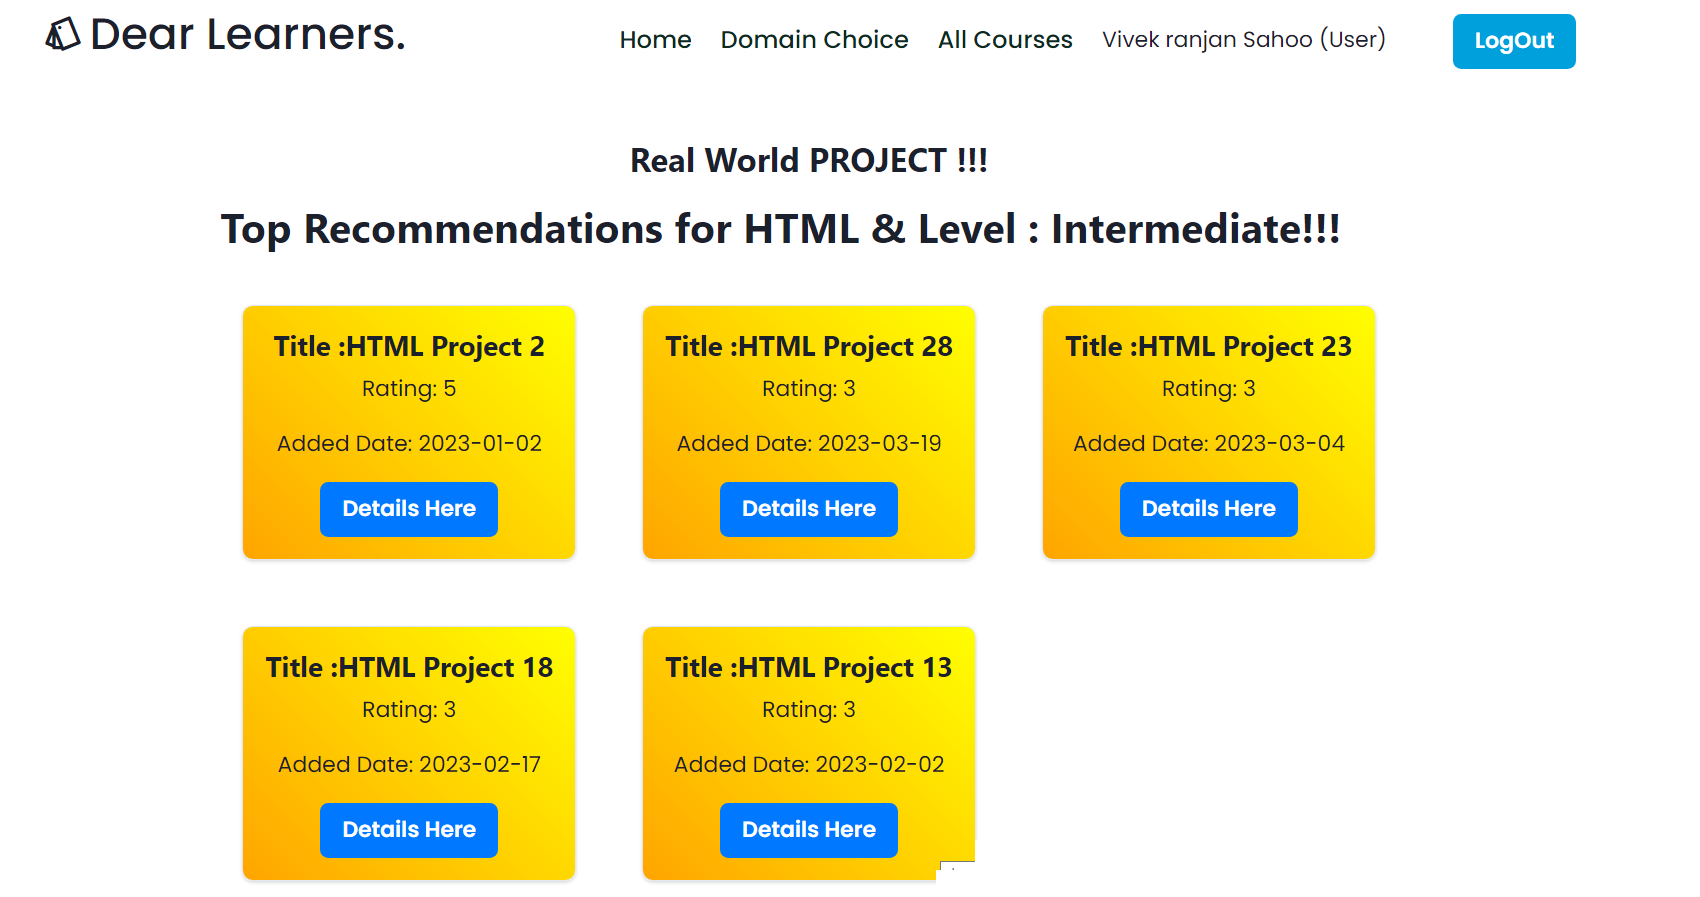 Dear Learners.
Home Domain Choice All Courses Vivek ranjan Sahoo (User) LogOut
Real World PROJECT !!!
Top Recommendations for HTML & Level : Intermediate!!!
Title :HTML Project 2
Rating: 5
Added Date: 2023-01-02
Details Here
Title :HTML Project 28
Rating: 3
Added Date: 2023-03-19
Details Here
Title :HTML Project 23
Rating: 3
Added Date: 2023-03-04
Details Here
Title :HTML Project 18
Rating: 3
Added Date: 2023-02-17
Details Here
Title :HTML Project 13
Rating: 3
Added Date: 2023-02-02
Details Here